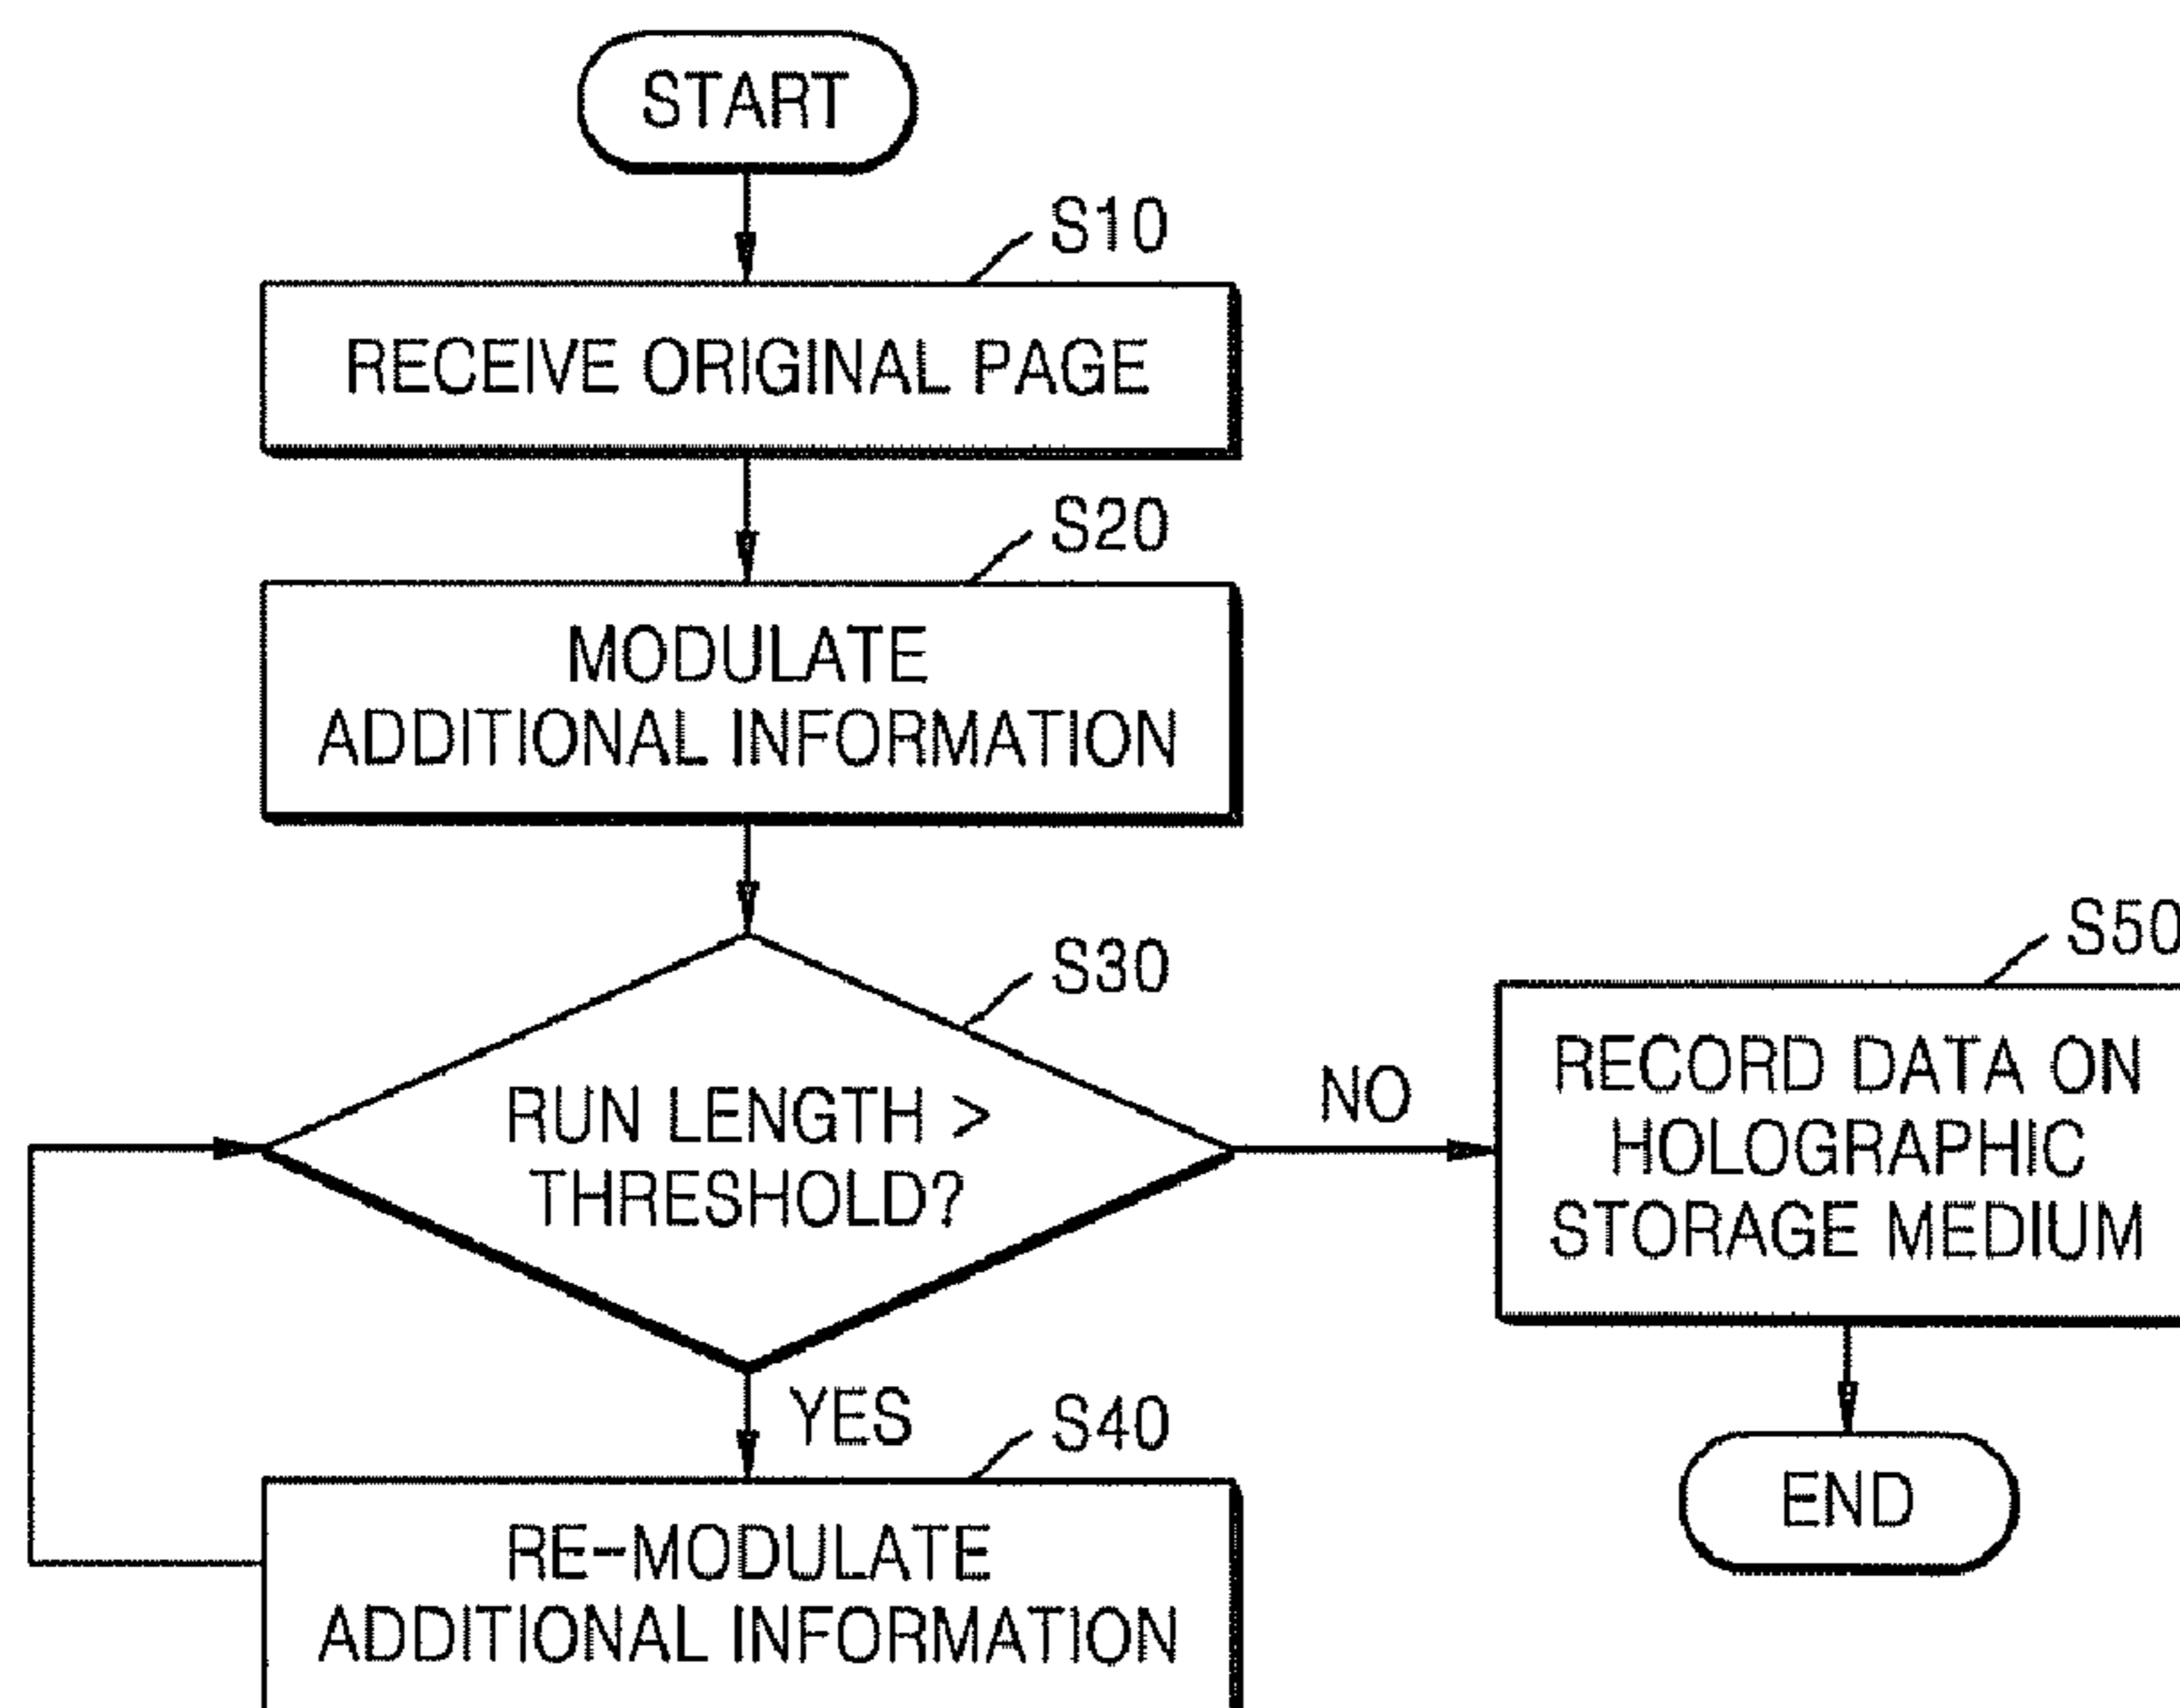 START
S10
RECEIVE ORIGINAL PAGE
S20
MODULATE
ADDITIONAL INFORMATION
S30
RUN LENGTH >
THRESHOLD?
NO
S50
RECORD DATA ON
HOLOGRAPHIC
STORAGE MEDIUM
YES
S40
RE-MODULATE
ADDITIONAL INFORMATION
END